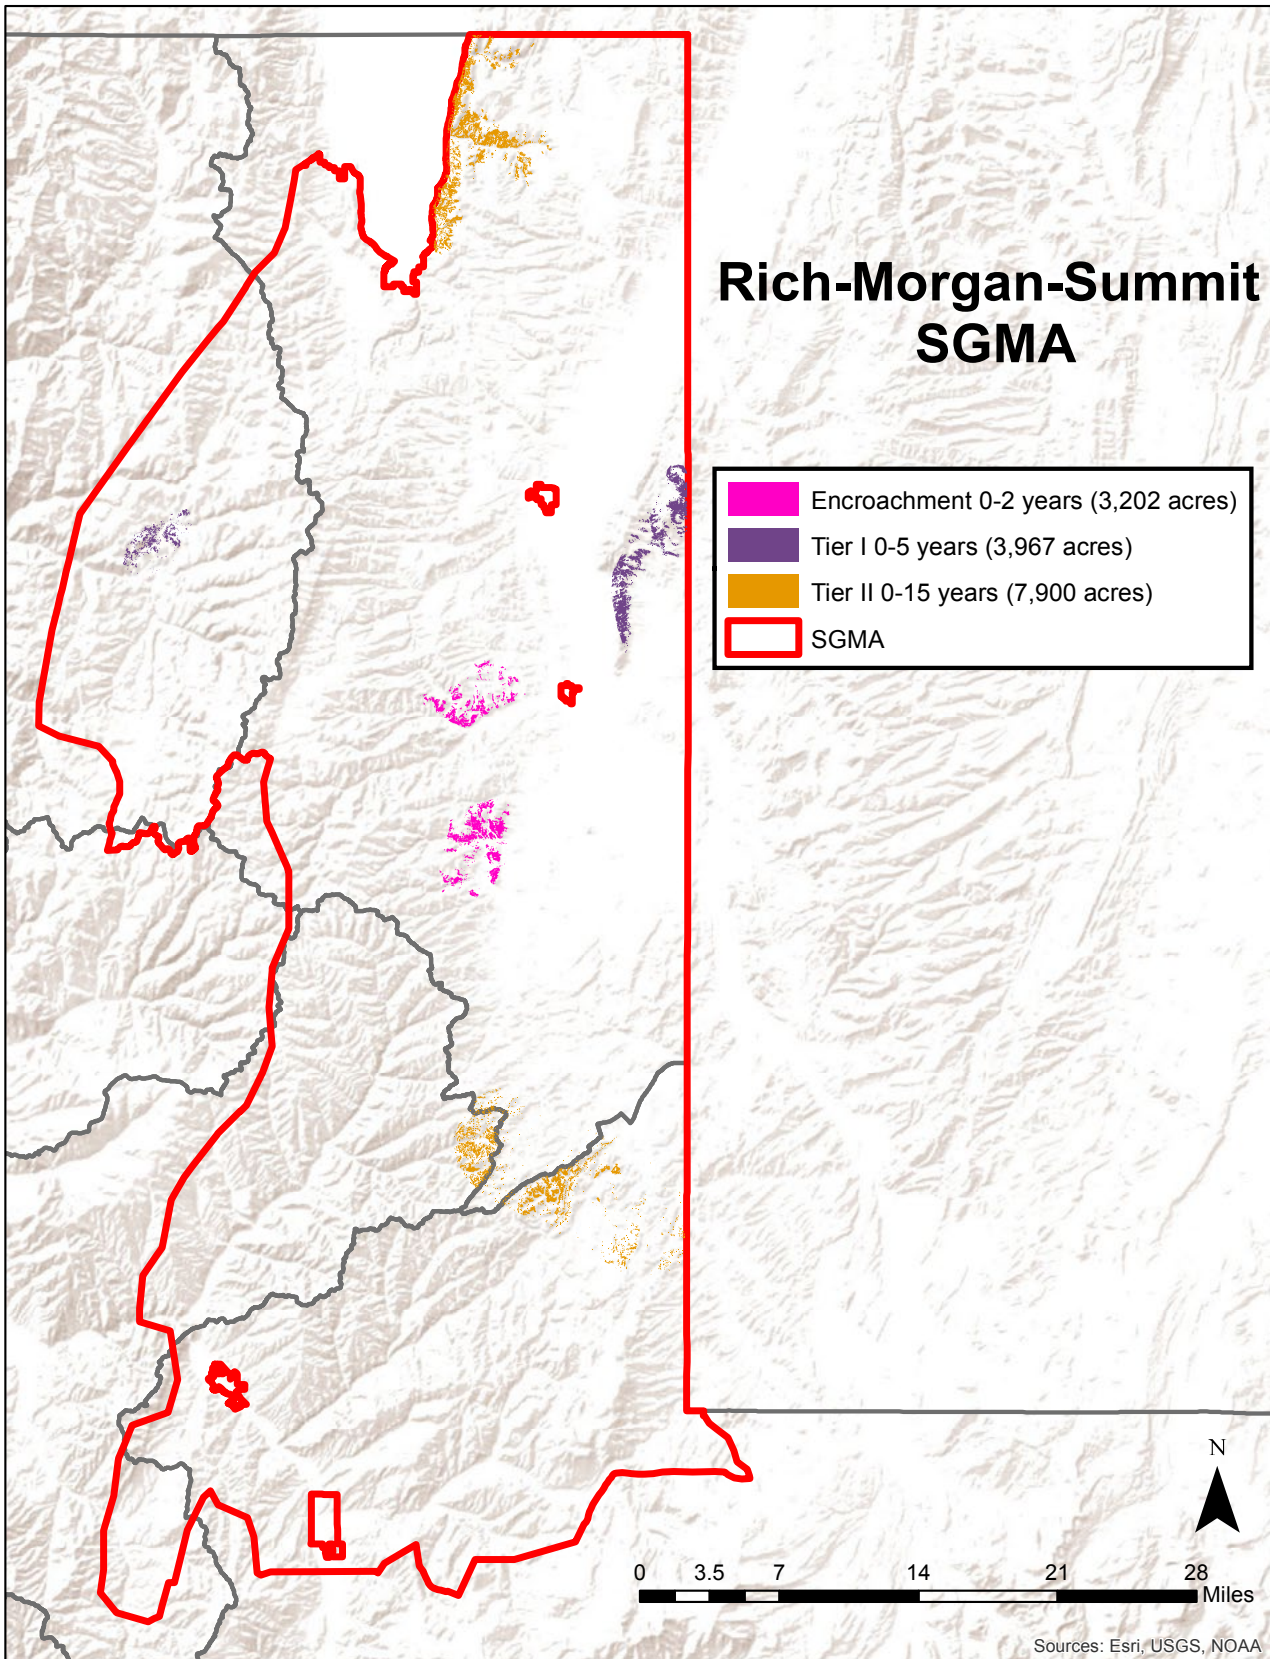 Rich-Morgan-Summit
SGMA
Encroachment 0-2 years (3,202 acres)
Tier I 0-5 years (3,967 acres)
Tier II 0-15 years (7,900 acres)
SGMA
N
0 3.5 7 14 21 28
Miles
Sources: Esri, USGS, NOAA